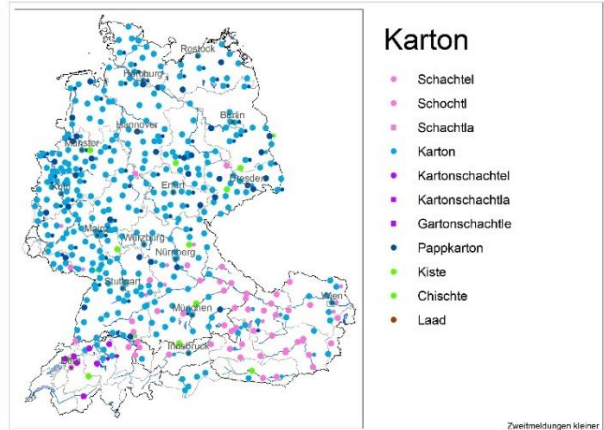 Karton
Schachtel
Schochtl
Schachtla
Karton
Kartonschachtel
Kartonschachtla
Gartonschachtle
Pappkarton
Kiste
Chischte
Laad
Rostock
Hamburg
Berlin
Hannover
Münster
Köln
Erfurt
Dresden
Mainz
Würzburg
Nürnberg
Stuttgart
München
Wien
Innsbruck
Zweitmeldungen kleiner